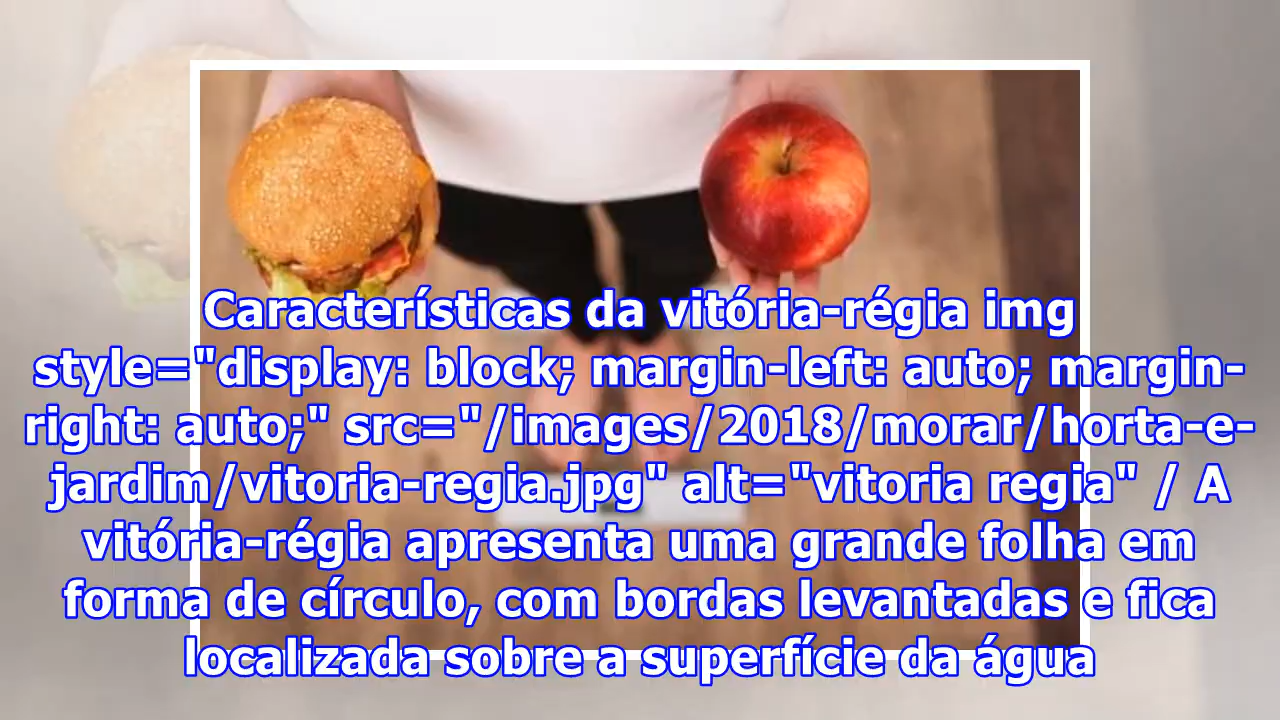 Características da vitória-régia img
style="display: block; margin-left: auto; margin-
right: auto;" src="/images/2018/morar/horta-e-
jardim/vitoria-regia.jpg" alt="vitoria regia" / A
vitória-régia apresenta uma grande folha em
forma de círculo, com bordas levantadas e fica
localizada sobre a superfície da água